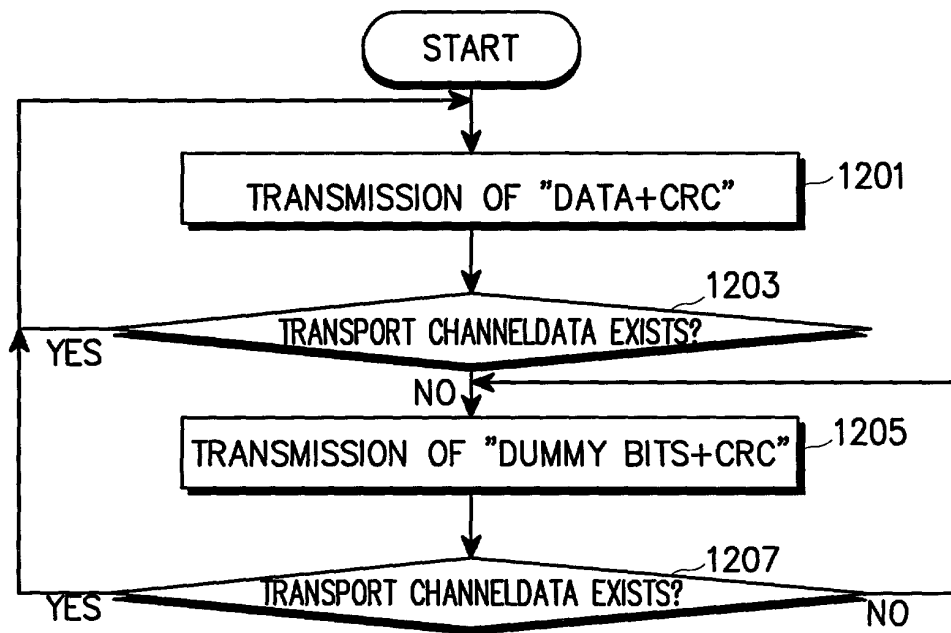 START
TRANSMISSION OF "DATA+CRC"
1201
1203
TRANSPORT CHANNELDATA EXISTS?
YES
NO
TRANSMISSION OF "DUMMY BITS+CRC"
1205
1207
TRANSPORT CHANNELDATA EXISTS?
YES
NO